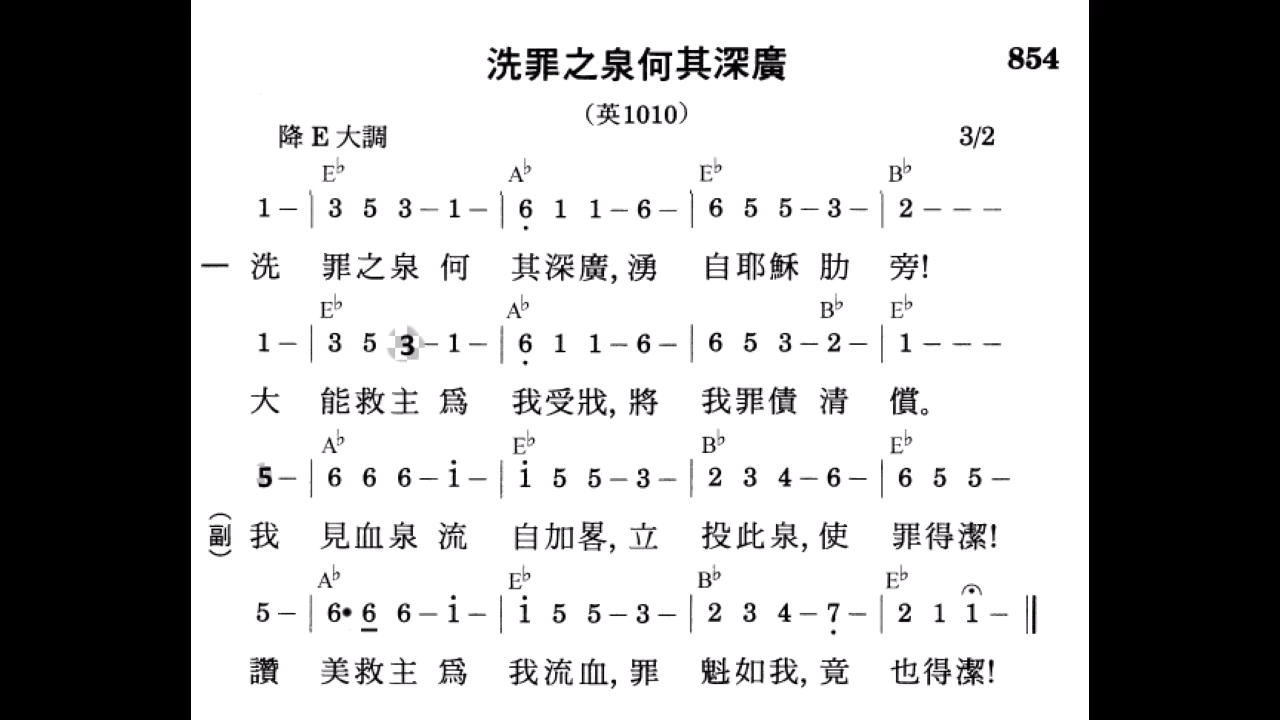 洗罪之泉何其深廣 854
（英1010）
降 E 大調 3/2
E♭ A♭ E♭ B♭
1 – | 3 5 3 – 1 – | 6̣ 1 1 – 6 – | 6 5 5 – 3 – | 2 – – –
一 洗 罪之泉 何 其深廣, 湧 自耶穌 肋 旁!
E♭ A♭ B♭ E♭
1 – | 3 5 3 – 1 – | 6̣ 1 1 – 6 – | 6 5 3 – 2 – | 1 – – –
大 能救主 爲 我受戕, 將 我罪債 清 償。
A♭ E♭ B♭ E♭
5 – | 6 6 6 – i – | i 5 5 – 3 – | 2 3 4 – 6 – | 6 5 5 –
（副） 我 見血泉 流 自加畧, 立 投此泉, 使 罪得潔!
A♭ E♭ B♭ E♭
5 – | 6• 6 6 – i – | i 5 5 – 3 – | 2 3 4 – 7̣ – | 2 1 1 – ‖
讚 美救主 爲 我流血, 罪 魁如我, 竟 也得潔!